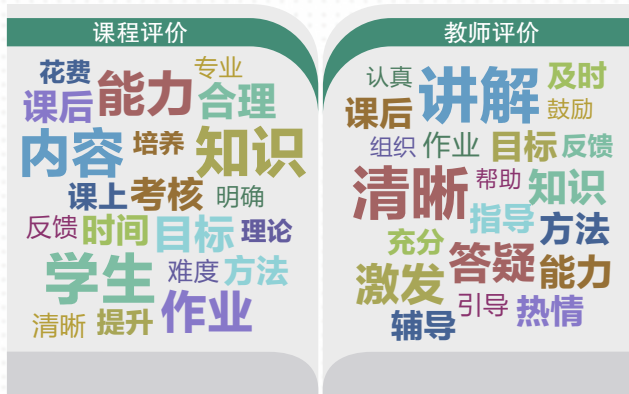 课程评价
花费 能力 专业
课后 合理
内容 培养 知识
课上 考核 明确
反馈 时间 目标 理论
学生 难度 方法
清晰 提升 作业
教师评价
认真 讲解 及时
课后 鼓励
组织 作业 目标 反馈
清晰 帮助 知识
指导 方法
充分 答疑 能力
激发 引导 热情
辅导